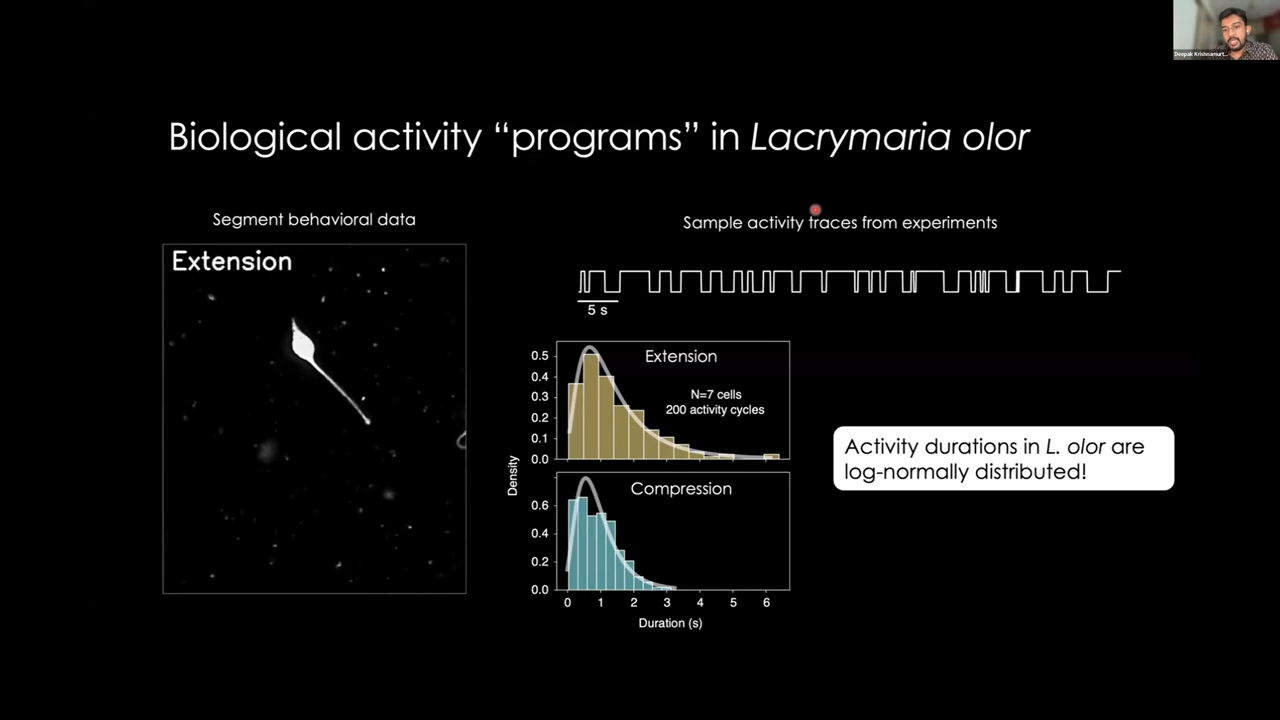 Deepak Krishnamurt...
Biological activity “programs” in Lacrymaria olor
Segment behavioral data
Extension
Sample activity traces from experiments
5 s
Extension
N=7 cells
200 activity cycles
0.5
0.4
0.3
0.2
0.1
0.0
Density
Compression
0.6
0.4
0.2
0.0
0 1 2 3 4 5 6
Duration (s)
Activity durations in L. olor are
log-normally distributed!